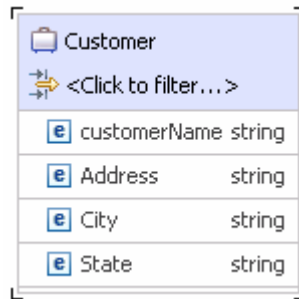 Customer
<Click to filter...>
e customerName string
e Address string
e City string
e State string